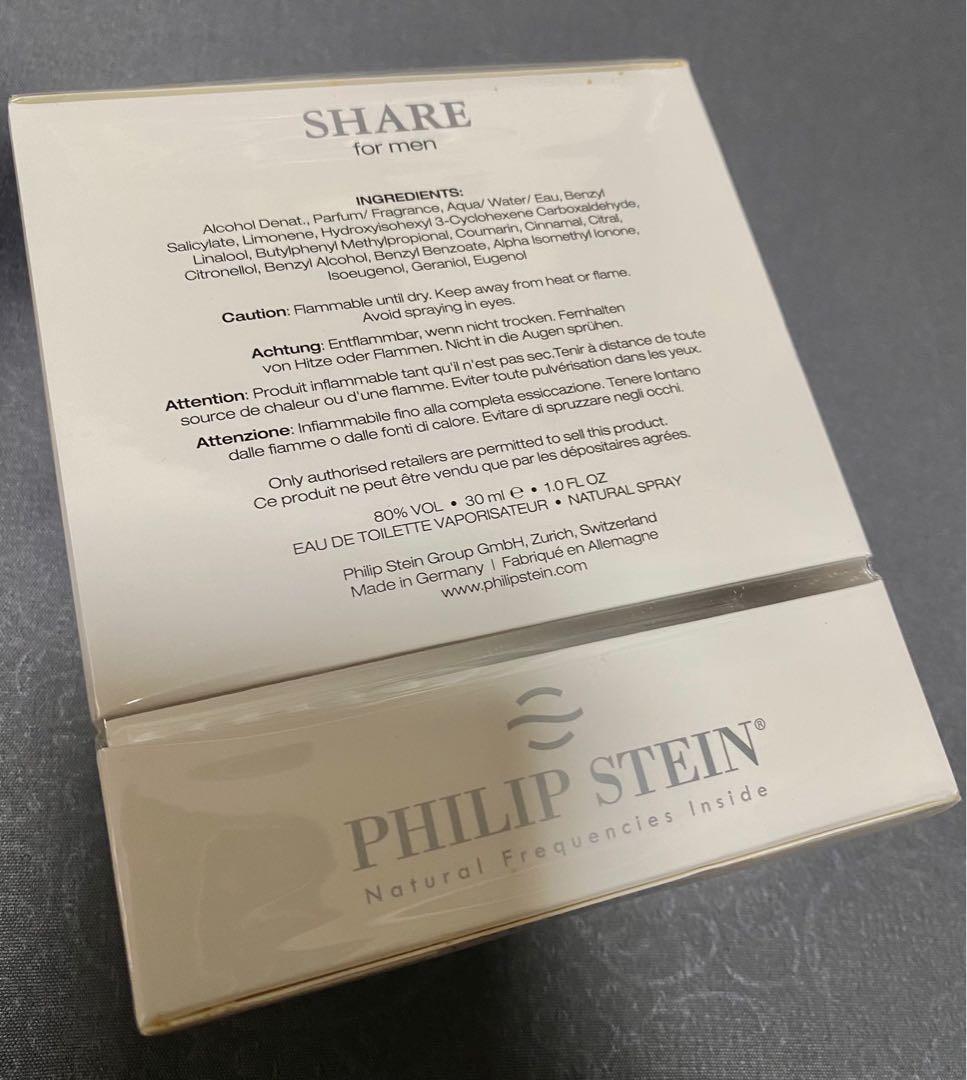 SHARE
for men
INGREDIENTS:
Alcohol Denat., Parfum/ Fragrance, Aqua/ Water/ Eau, Benzyl
Salicylate, Limonene, Hydroxyisohexyl 3-Cyclohexene Carboxaldehyde,
Linalool, Butylphenyl Methylpropional, Coumarin, Cinnamal, Citral,
Citronellol, Benzyl Alcohol, Benzyl Benzoate, Alpha Isomethyl Ionone,
Isoeugenol, Geraniol, Eugenol
Caution: Flammable until dry. Keep away from heat or flame.
Avoid spraying in eyes.
Achtung: Entflammbar, wenn nicht trocken. Fernhalten
von Hitze oder Flammen. Nicht in die Augen sprühen.
Attention: Produit inflammable tant qu'il n'est pas sec.Tenir à distance de toute
source de chaleur ou d'une flamme. Eviter toute pulvérisation dans les yeux.
Attenzione: Infiammabile fino alla completa essiccazione. Tenere lontano
dalle fiamme o dalle fonti di calore. Evitare di spruzzare negli occhi.
Only authorised retailers are permitted to sell this product.
Ce produit ne peut être vendu que par les dépositaires agrées.
80% VOL • 30 ml ℮ • 1.0 FL OZ
EAU DE TOILETTE VAPORISATEUR • NATURAL SPRAY
Philip Stein Group GmbH, Zurich, Switzerland
Made in Germany | Fabriqué en Allemagne
www.philipstein.com
PHILIP STEIN®
Natural Frequencies Inside